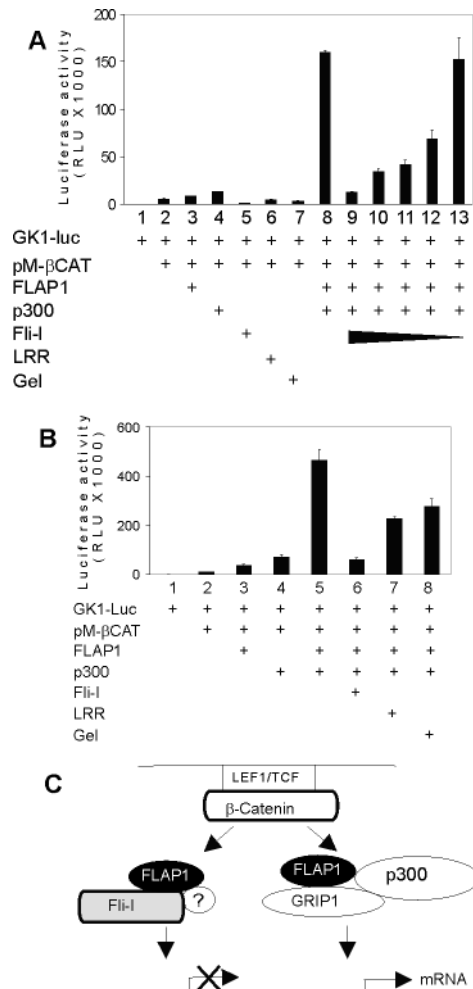 A
Luciferase activity
(RLU X1000)
200
150
100
50
0
1 2 3 4 5 6 7 8 9 10 11 12 13
GK1-luc + + + + + + + + + + + + +
pM-βCAT + + + + + + + + + + + +
FLAP1 + + + + + + +
p300 + + + + + + +
Fli-I +
LRR +
Gel +
B
Luciferase activity
(RLU X1000)
600
400
200
0
1 2 3 4 5 6 7 8
GK1-Luc + + + + + + + +
pM-βCAT + + + + + + +
FLAP1 + + + + +
p300 + + + + +
Fli-I +
LRR +
Gel +
C
LEF1/TCF
β-Catenin
FLAP1
Fli-I
?
FLAP1
GRIP1
p300
mRNA